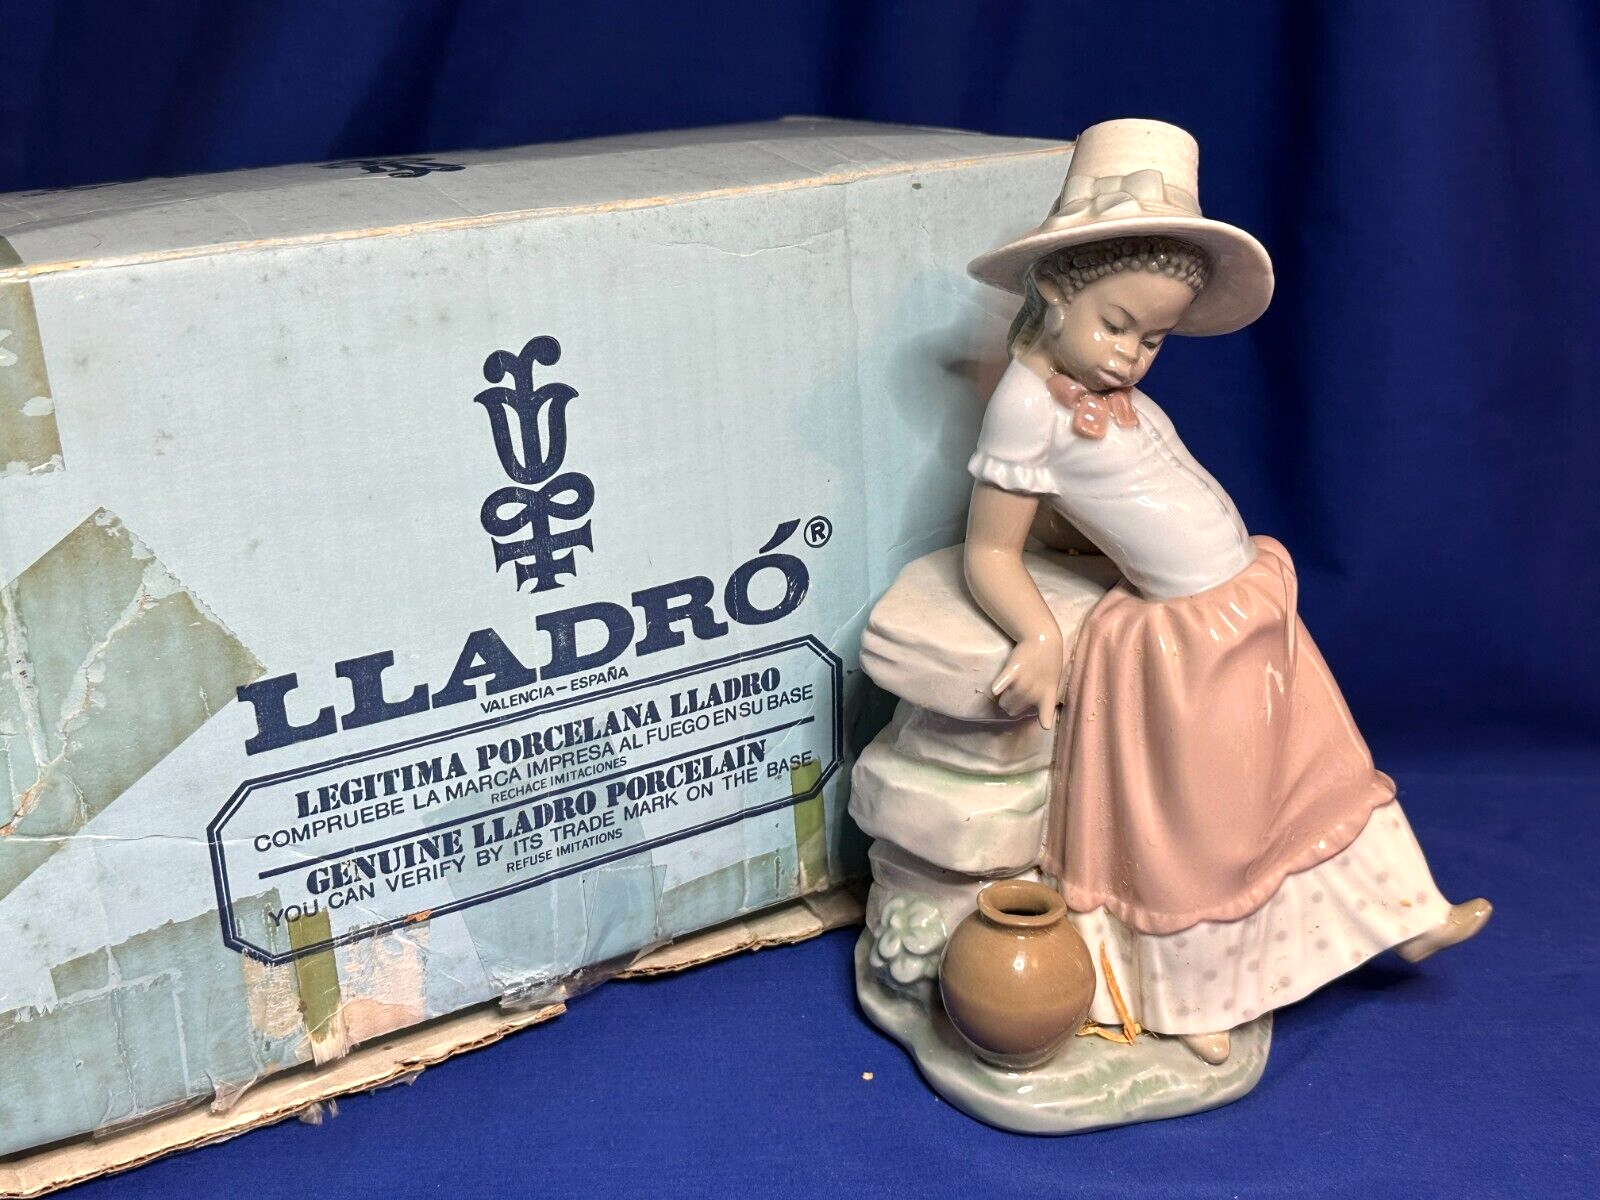 LLADRÓ®
VALENCIA–ESPAÑA
LEGITIMA PORCELANA LLADRO
COMPRUEBE LA MARCA IMPRESA AL FUEGO EN SU BASE
RECHACE IMITACIONES
GENUINE LLADRO PORCELAIN
YOU CAN VERIFY BY ITS TRADE MARK ON THE BASE
REFUSE IMITATIONS